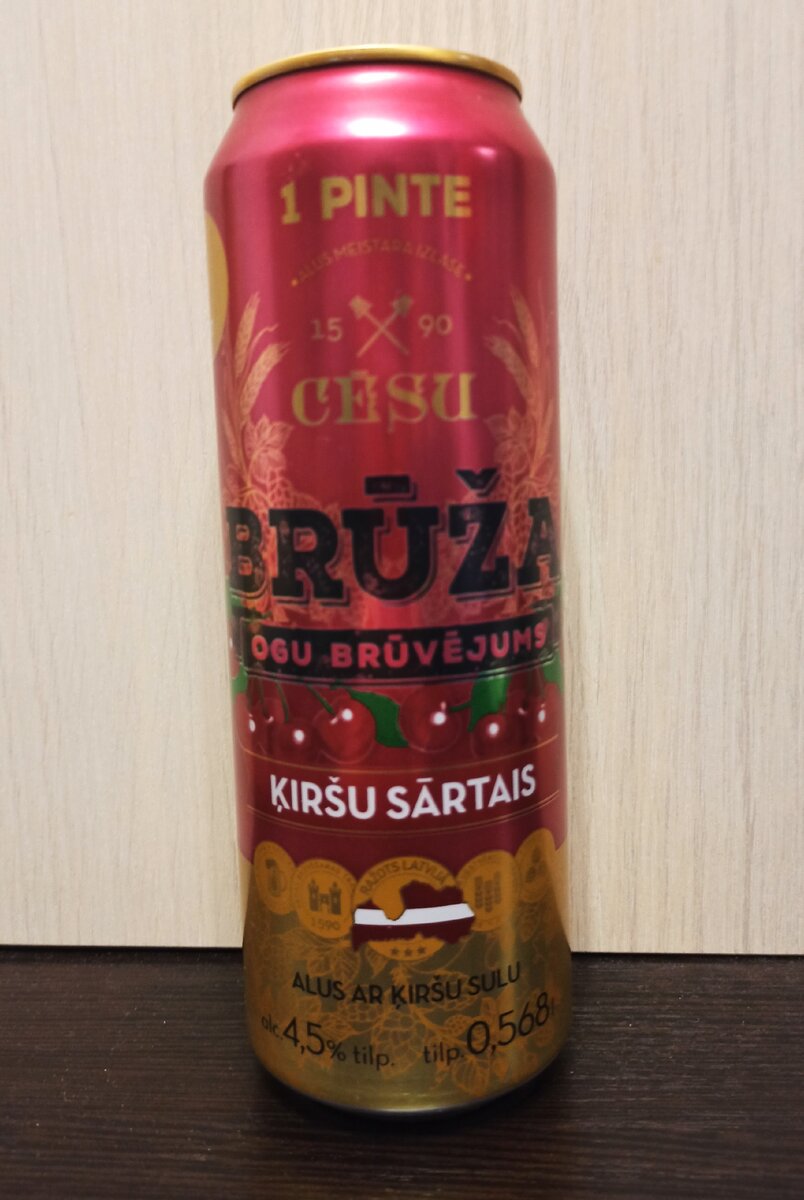 1 PINTE
• ALUS MEISTARA IZLASE •
15 90
CĒSU
BRŪŽA
OGU BRŪVĒJUMS
ĶIRŠU SĀRTAIS
RAŽOTS LATVIJĀ
1590
ALUS AR ĶIRŠU SULU
alc. 4,5% tilp. tilp. 0,568 l